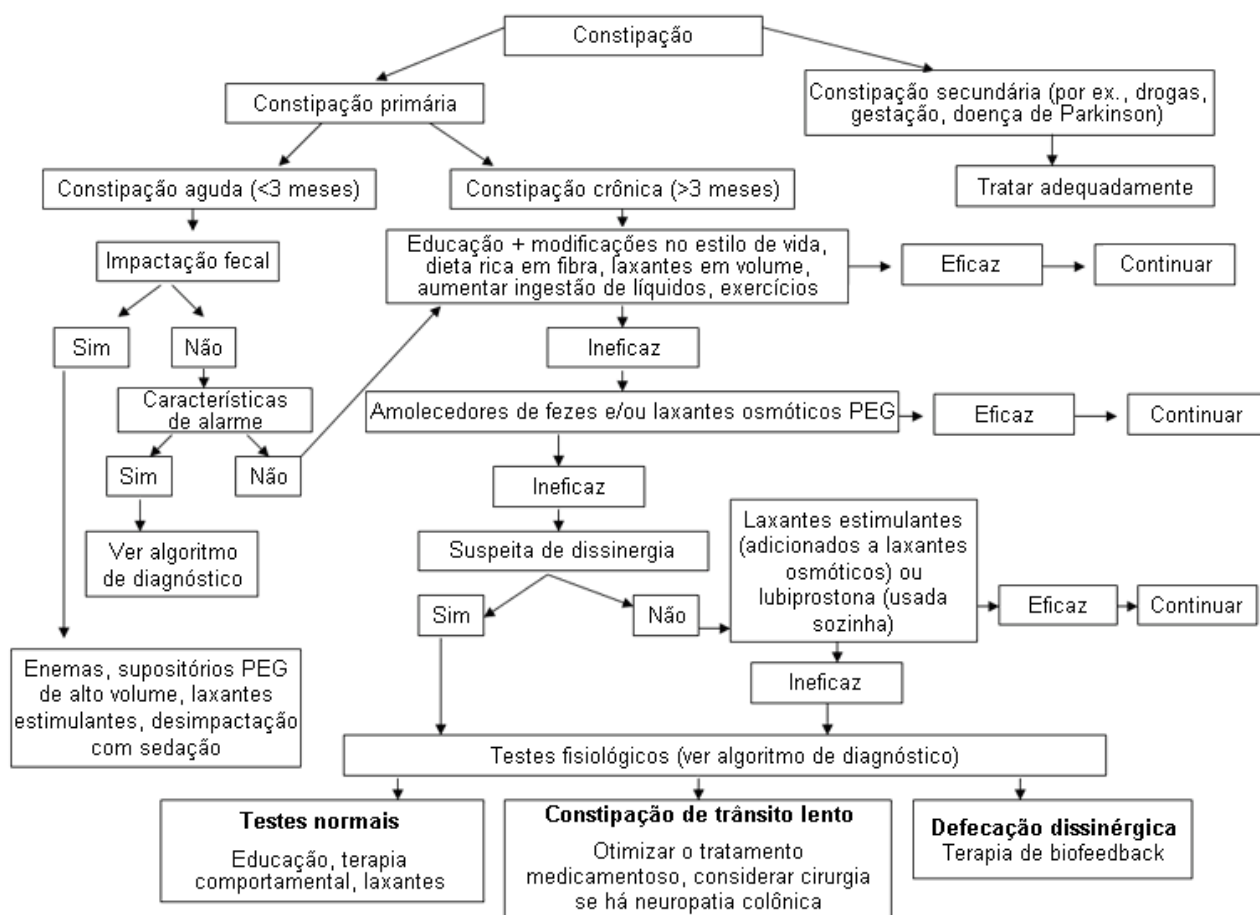 Constipação
Constipação primária
Constipação secundária (por ex., drogas,
gestação, doença de Parkinson)
Constipação aguda (<3 meses)
Constipação crônica (>3 meses)
Tratar adequadamente
Impactação fecal
Educação + modificações no estilo de vida,
dieta rica em fibra, laxantes em volume,
aumentar ingestão de líquidos, exercícios
Eficaz
Continuar
Sim
Não
Ineficaz
Características
de alarme
Amolecedores de fezes e/ou laxantes osmóticos PEG
Eficaz
Continuar
Sim
Não
Ineficaz
Ver algoritmo
de diagnóstico
Suspeita de dissinergia
Laxantes estimulantes
(adicionados a laxantes
osmóticos) ou
lubiprostona (usada
sozinha)
Eficaz
Continuar
Sim
Não
Enemas, supositórios PEG
de alto volume, laxantes
estimulantes, desimpactação
com sedação
Ineficaz
Testes fisiológicos (ver algoritmo de diagnóstico)
Testes normais
Educação, terapia
comportamental, laxantes
Constipação de trânsito lento
Otimizar o tratamento
medicamentoso, considerar cirurgia
se há neuropatia colônica
Defecação dissinérgica
Terapia de biofeedback